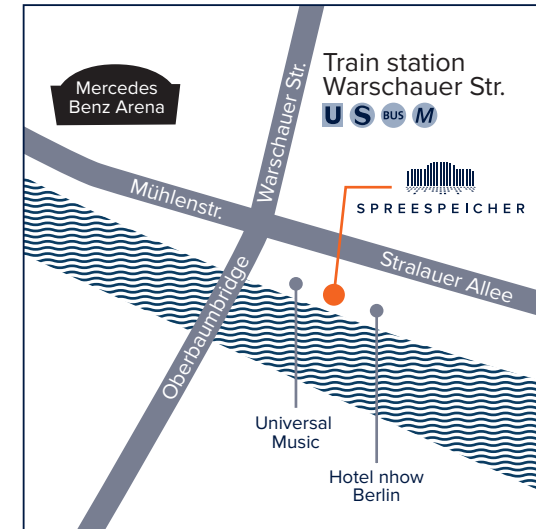 Mercedes
Benz Arena
Train station
Warschauer Str.
U S BUS M
Warschauer Str.
SPREESPEICHER
Mühlenstr.
Stralauer Allee
Oberbaumbridge
Universal
Music
Hotel nhow
Berlin